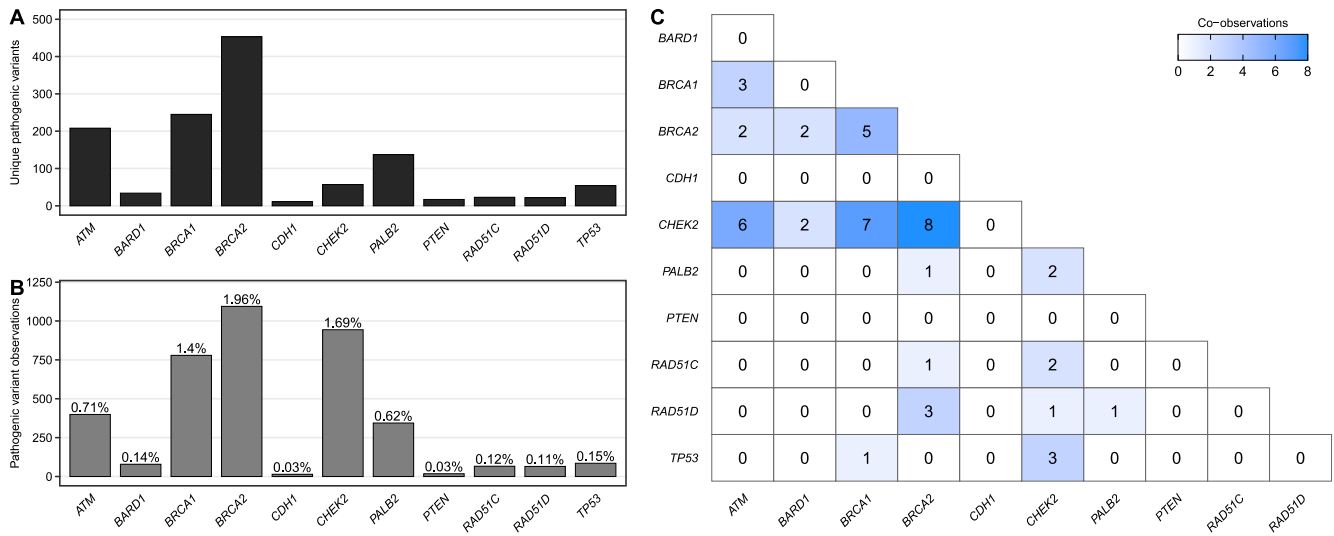 A
Unique pathogenic variants
500
400
300
200
100
0
ATM BARD1 BRCA1 BRCA2 CDH1 CHEK2 PALB2 PTEN RAD51C RAD51D TP53
B
Pathogenic variant observations
1250
1000
750
500
250
0
0.71% 0.14% 1.4% 1.96% 0.03% 1.69% 0.62% 0.03% 0.12% 0.11% 0.15%
ATM BARD1 BRCA1 BRCA2 CDH1 CHEK2 PALB2 PTEN RAD51C RAD51D TP53
C
Co−observations
0 2 4 6 8
BARD1 0
BRCA1 3 0
BRCA2 2 2 5
CDH1 0 0 0 0
CHEK2 6 2 7 8 0
PALB2 0 0 0 1 0 2
PTEN 0 0 0 0 0 0 0
RAD51C 0 0 0 1 0 2 0 0
RAD51D 0 0 0 3 0 1 1 0 0
TP53 0 0 1 0 0 3 0 0 0 0
ATM BARD1 BRCA1 BRCA2 CDH1 CHEK2 PALB2 PTEN RAD51C RAD51D